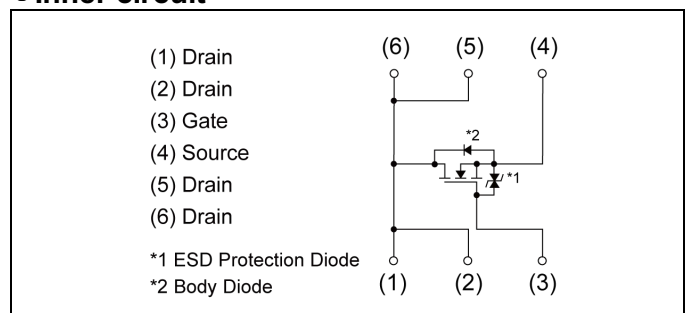 Inner circuit
(1) Drain
(2) Drain
(3) Gate
(4) Source
(5) Drain
(6) Drain
*1 ESD Protection Diode
*2 Body Diode
(6) (5) (4)
*2
*1
(1) (2) (3)